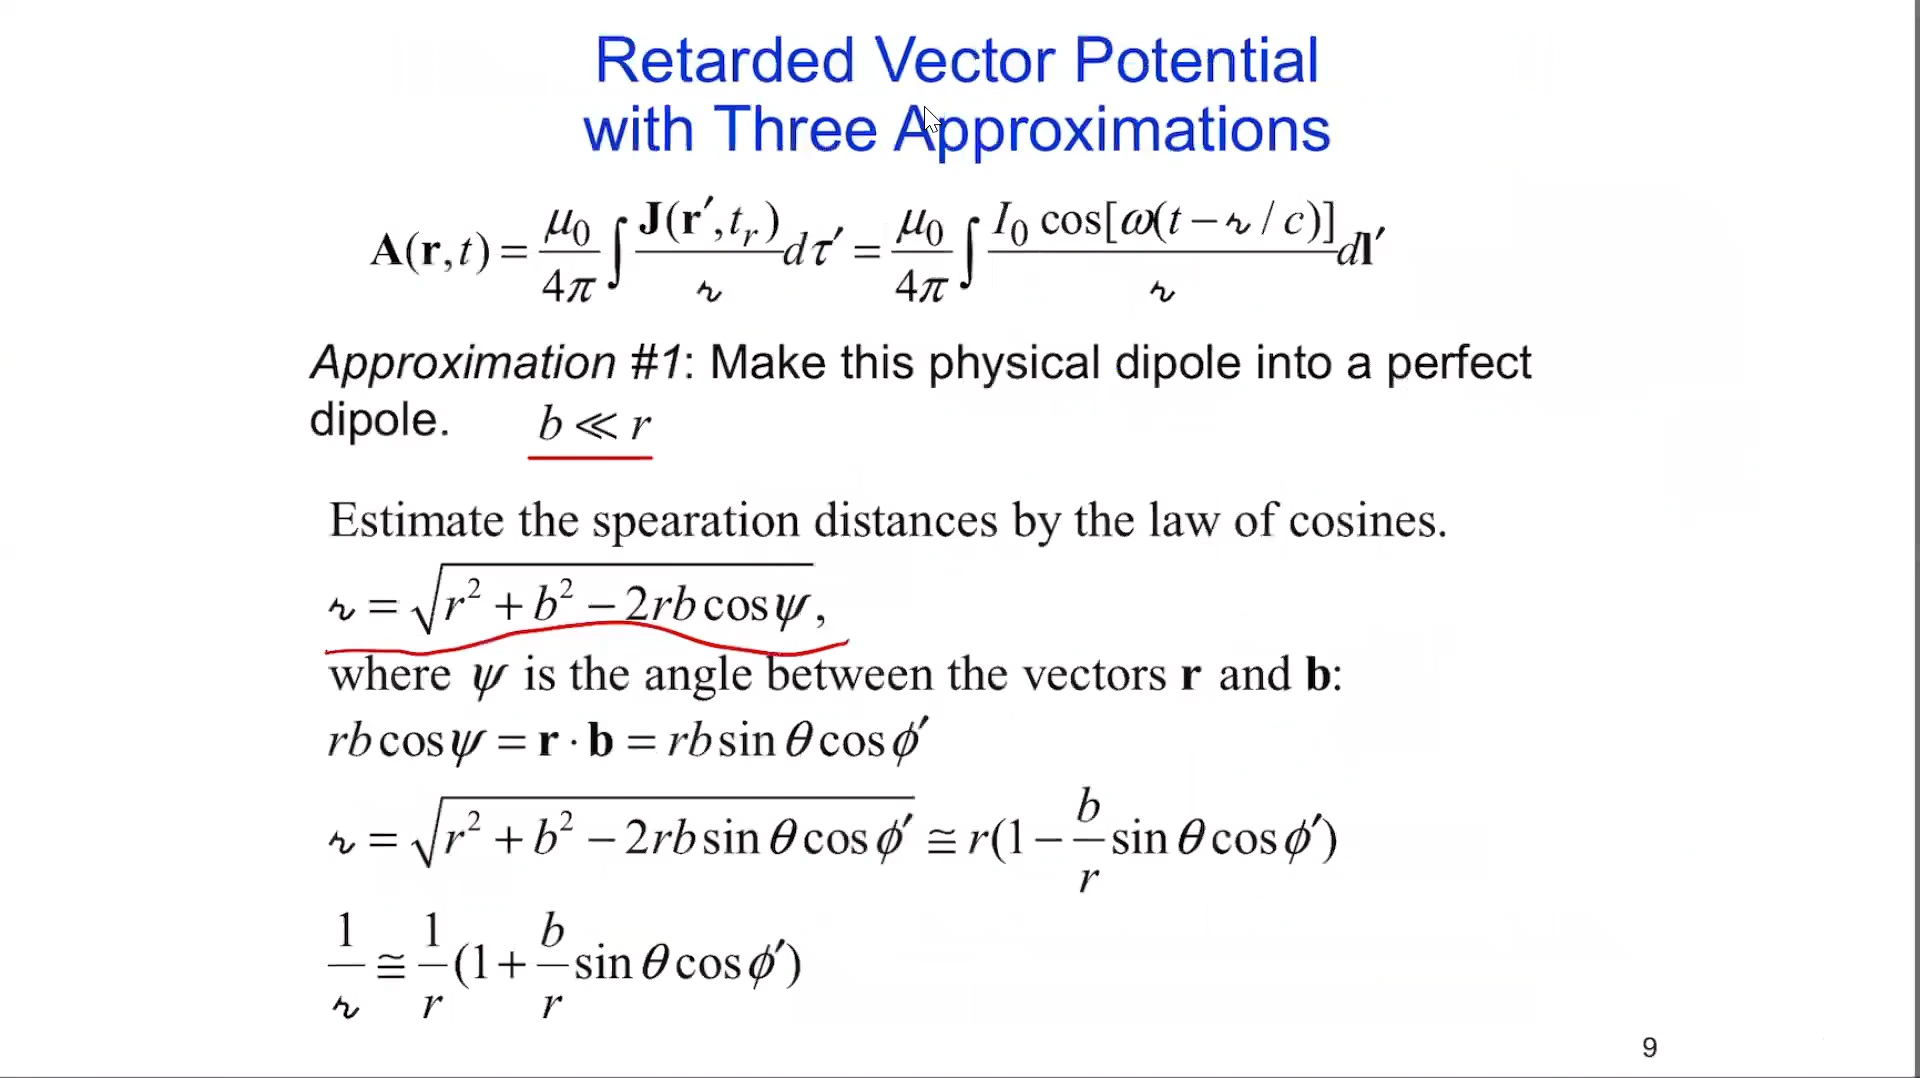 Retarded Vector Potential
with Three Approximations
A(r,t) = μ₀/4π ∫ J(r′,tᵣ)/𝓇 dτ′ = μ₀/4π ∫ I₀ cos[ω(t − 𝓇 / c)]/𝓇 dl′
Approximation #1: Make this physical dipole into a perfect
dipole. b ≪ r
Estimate the spearation distances by the law of cosines.
𝓇 = √(r² + b² − 2rb cos ψ),
where ψ is the angle between the vectors r and b:
rb cos ψ = r · b = rb sin θ cos ϕ′
𝓇 = √(r² + b² − 2rb sin θ cos ϕ′) ≅ r(1 − b/r sin θ cos ϕ′)
1/𝓇 ≅ 1/r (1 + b/r sin θ cos ϕ′)
9